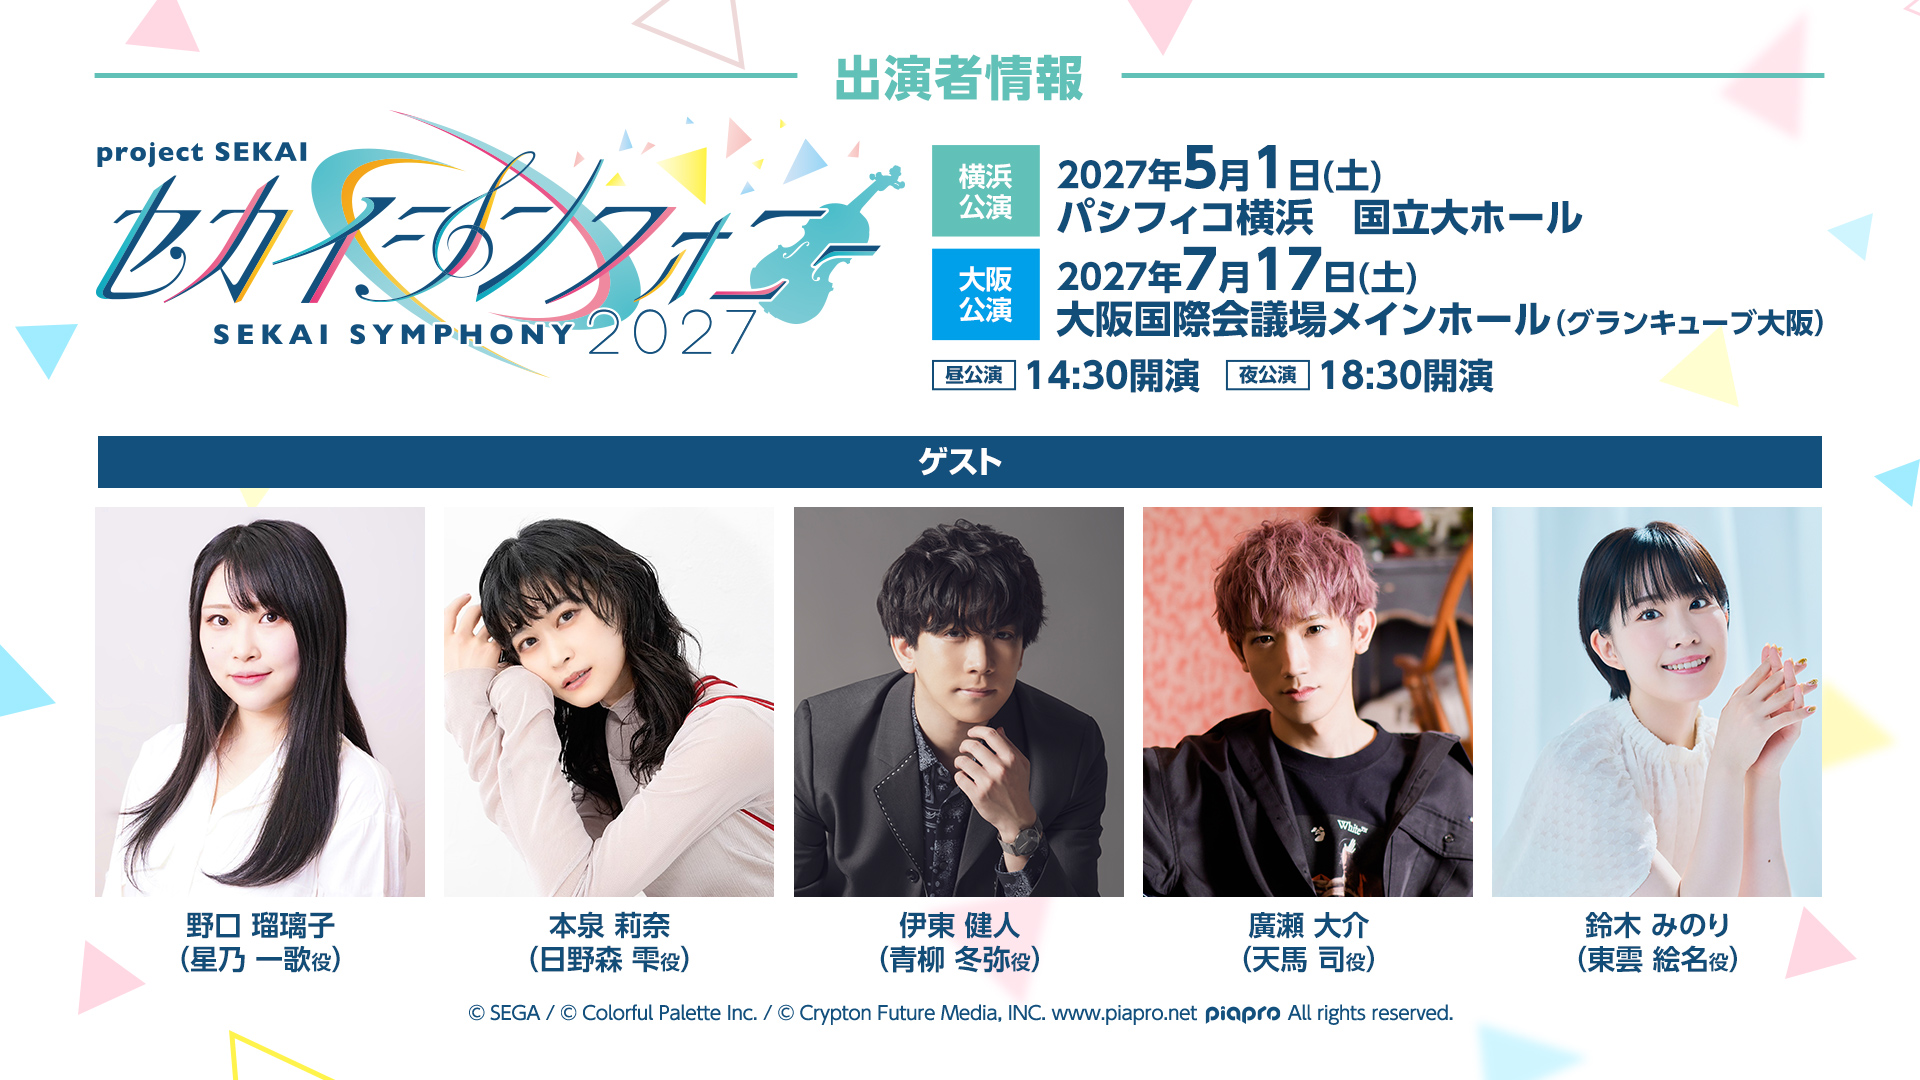 出演者情報
project SEKAI
セカイシンフォニー
SEKAI SYMPHONY 2027
横浜公演
2027年5月1日(土)
パシフィコ横浜　国立大ホール
大阪公演
2027年7月17日(土)
大阪国際会議場メインホール（グランキューブ大阪）
昼公演 14:30開演 夜公演 18:30開演
ゲスト
White™
野口 瑠璃子
（星乃 一歌役）
本泉 莉奈
（日野森 雫役）
伊東 健人
（青柳 冬弥役）
廣瀬 大介
（天馬 司役）
鈴木 みのり
（東雲 絵名役）
© SEGA / © Colorful Palette Inc. / © Crypton Future Media, INC. www.piapro.net piapro All rights reserved.